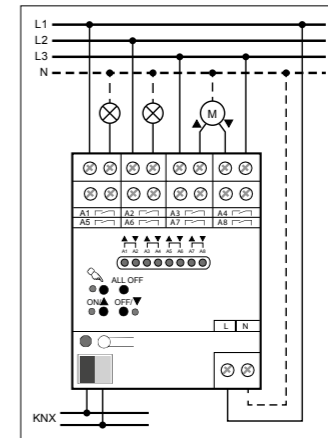 L1
L2
L3
N
M
A1 A2 A3 A4
A5 A6 A7 A8
A1 A2 A3 A4 A5 A6 A7 A8
ALL OFF
ON/▲ OFF/▼
L N
KNX